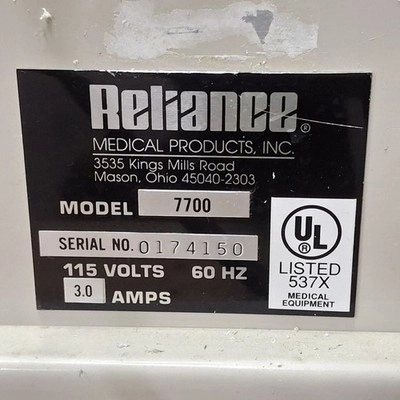 Reliance®
MEDICAL PRODUCTS, INC.
3535 Kings Mills Road
Mason, Ohio 45040-2303
MODEL 7700
SERIAL NO. 0174150
115 VOLTS 60 HZ
3.0 AMPS
UL
®
LISTED
537X
MEDICAL
EQUIPMENT